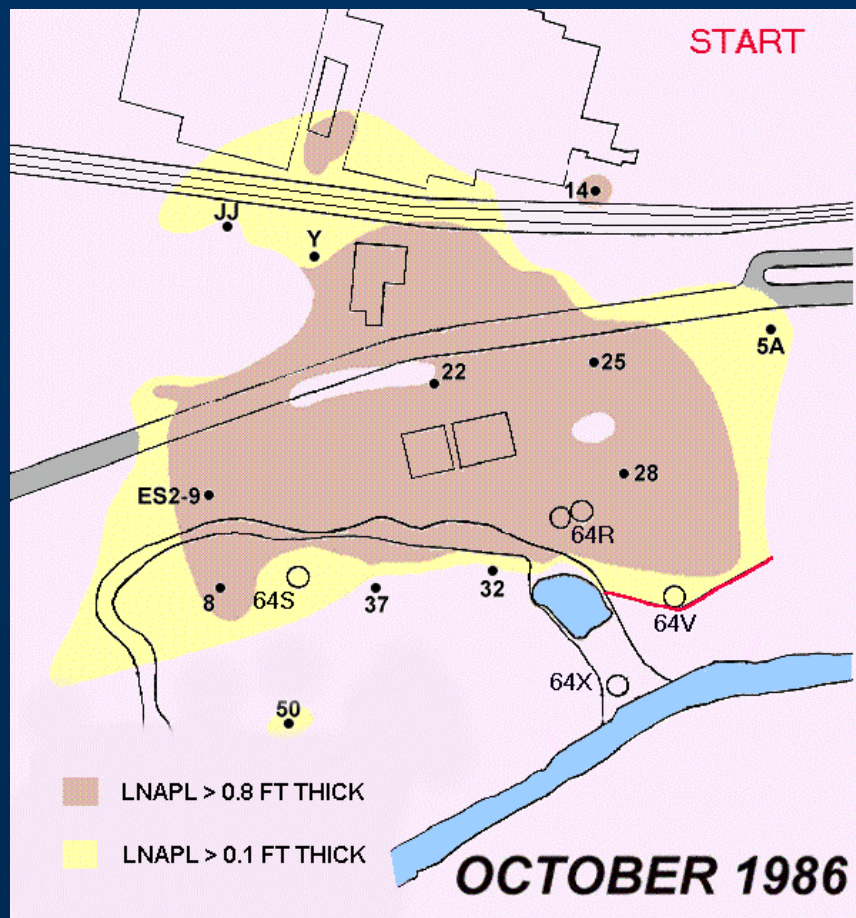 START
14
JJ
Y
5A
22
25
28
ES2-9
64R
8
64S
37
32
64V
64X
50
LNAPL > 0.8 FT THICK
LNAPL > 0.1 FT THICK
OCTOBER 1986